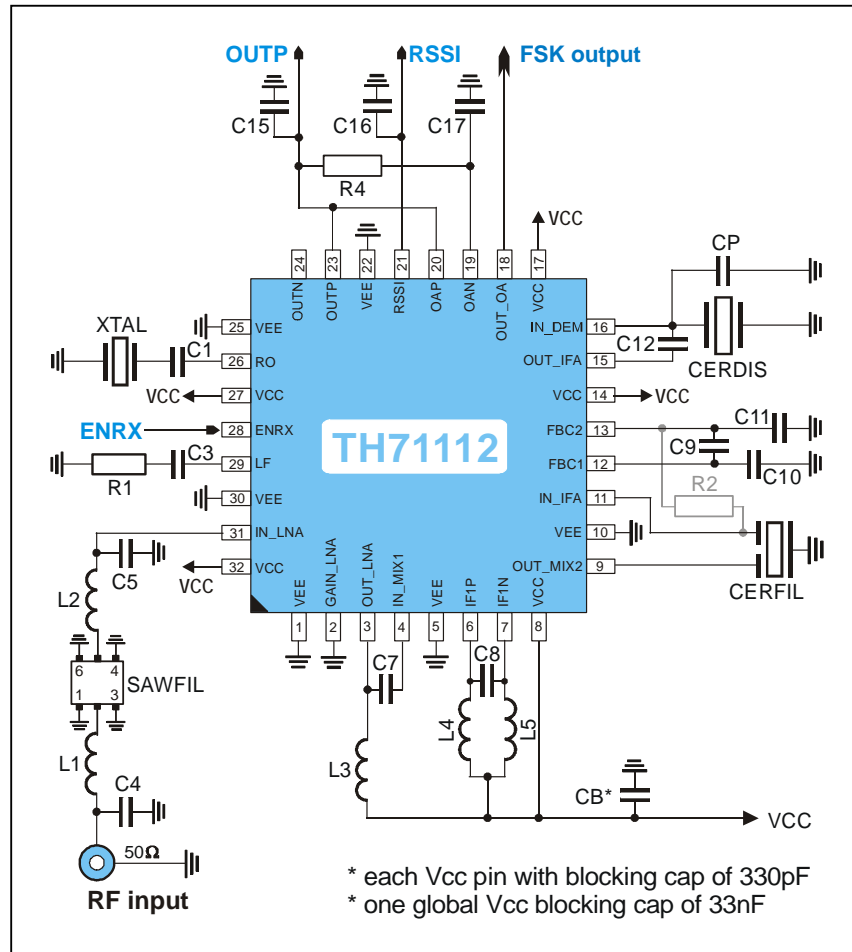 OUTP RSSI FSK output
C15 C16 C17
R4
VCC
24 23 22 21 20 19 18 17
OUTN OUTP VEE RSSI OAP OAN OUT_OA VCC
CP
XTAL
C1
25 VEE
26 RO
VCC 27 VCC
ENRX 28 ENRX
C3
R1
29 LF
30 VEE
31 IN_LNA
VCC 32 VCC
TH71112
IN_DEM 16
C12
OUT_IFA 15
CERDIS
VCC 14 VCC
FBC2 13
C11
C9
FBC1 12
C10
IN_IFA 11
R2
VEE 10
OUT_MIX2 9
CERFIL
VEE GAIN_LNA OUT_LNA IN_MIX1 VEE IF1P IF1N VCC
1 2 3 4 5 6 7 8
C5
L2
6 4
1 3
SAWFIL
L1
C4
50Ω
RF input
C7
C8
L3
L4
L5
CB*
VCC
* each Vcc pin with blocking cap of 330pF
* one global Vcc blocking cap of 33nF